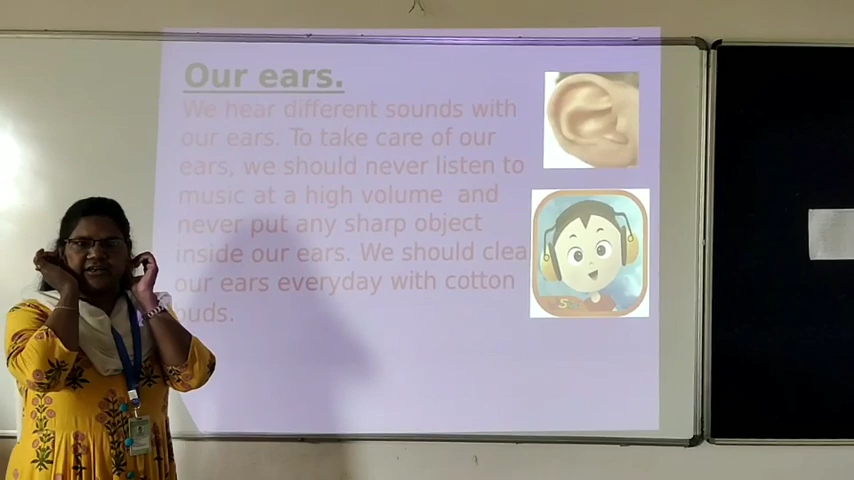 Our ears.
We hear different sounds with
our ears. To take care of our
ears, we should never listen to
music at a high volume and
never put any sharp object
inside our ears. We should clea
our ears everyday with cotton
buds.